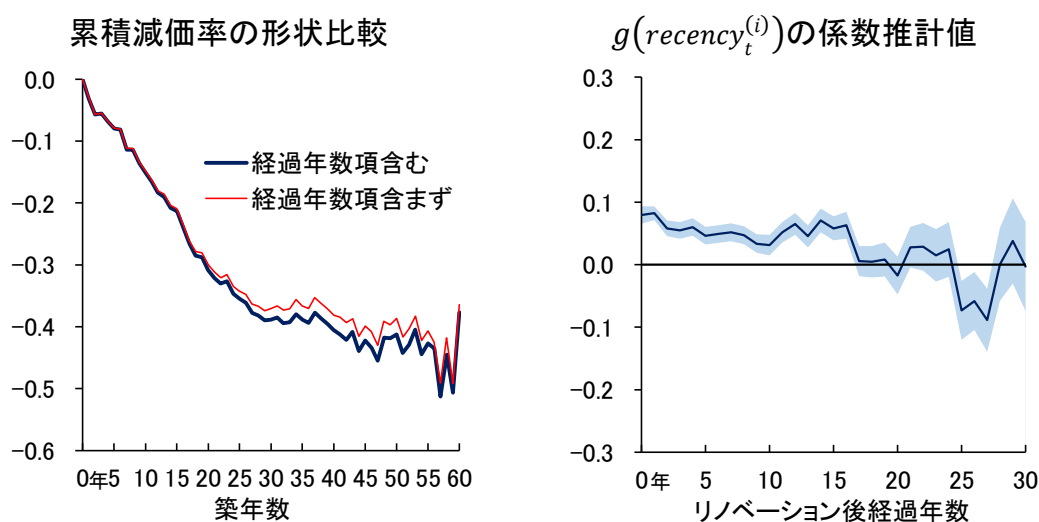 累積減価率の形状比較
0.0
−0.1
−0.2
−0.3
−0.4
−0.5
−0.6
経過年数項含む
経過年数項含まず
0年5 10 15 20 25 30 35 40 45 50 55 60
築年数
g(recency_t^(i))の係数推計値
0.3
0.2
0.1
0.0
−0.1
−0.2
−0.3
0年 5 10 15 20 25 30
リノベーション後経過年数